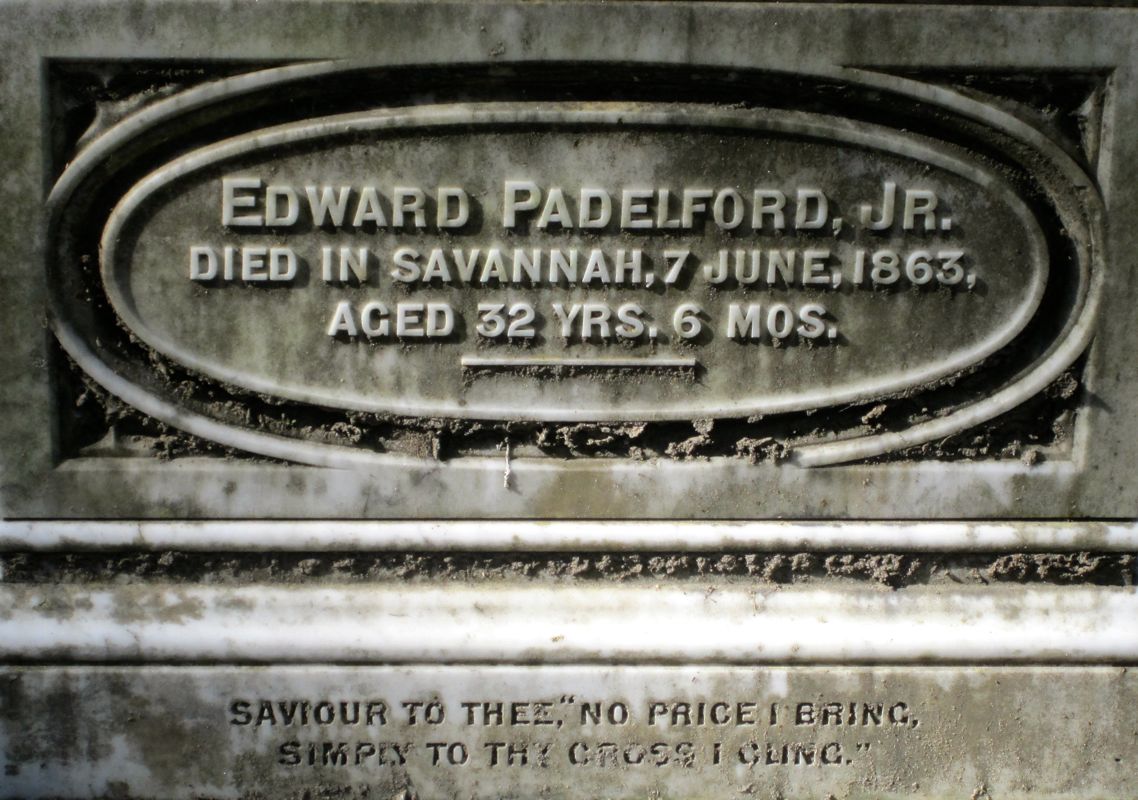 EDWARD PADELFORD, JR.
DIED IN SAVANNAH, 7 JUNE, 1863,
AGED 32 YRS. 6 MOS.
SAVIOUR TO THEE, "NO PRICE I BRING,
SIMPLY TO THY CROSS I CLING."